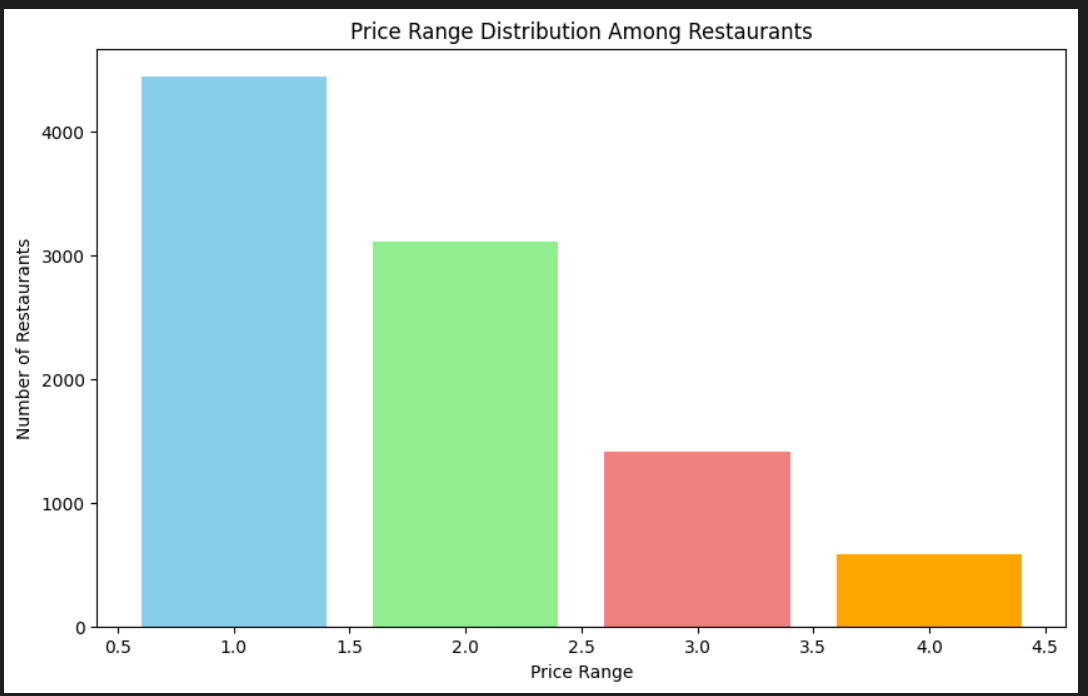 Price Range Distribution Among Restaurants
Number of Restaurants
4000
3000
2000
1000
0
0.5 1.0 1.5 2.0 2.5 3.0 3.5 4.0 4.5
Price Range